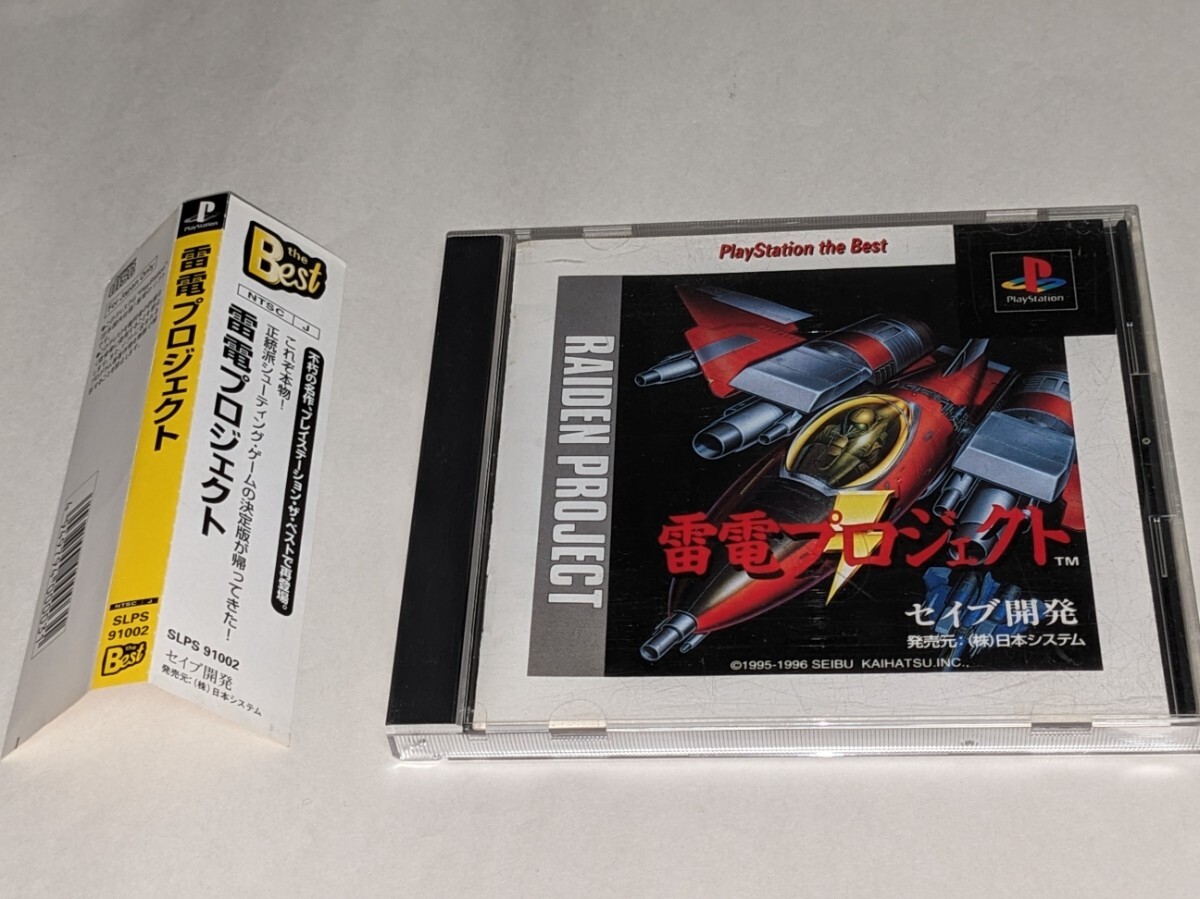 PlayStation
雷電プロジェクト
NTSC J
SLPS
91002
the
Best
the
Best
NTSC J
不朽の名作、プレイステーション・ザ・ベストで再登場。
これぞ本物!
正統派シューティング・ゲームの決定版が帰ってきた!
雷電プロジェクト
SLPS 91002
セイブ開発
発売元:(株)日本システム
PlayStation the Best
PlayStation
RAIDEN PROJECT
雷電プロジェクト™
セイブ開発
発売元:(株)日本システム
©1995-1996 SEIBU KAIHATSU.INC.,